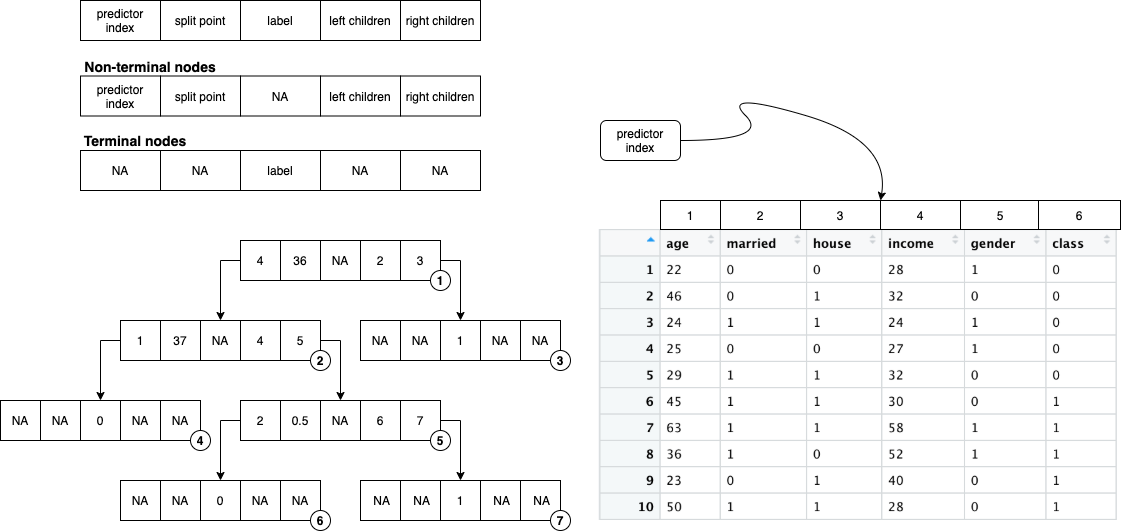 predictor index split point label left children right children
Non-terminal nodes
predictor index split point NA left children right children
Terminal nodes
NA NA label NA NA
4 36 NA 2 3
1
1 37 NA 4 5
2
NA NA 1 NA NA
3
NA NA 0 NA NA
4
2 0.5 NA 6 7
5
NA NA 0 NA NA
6
NA NA 1 NA NA
7
predictor
index
1 2 3 4 5 6
age married house income gender class
1 22 0 0 28 1 0
2 46 0 1 32 0 0
3 24 1 1 24 1 0
4 25 0 0 27 1 0
5 29 1 1 32 0 0
6 45 1 1 30 0 1
7 63 1 1 58 1 1
8 36 1 0 52 1 1
9 23 0 1 40 0 1
10 50 1 1 28 0 1